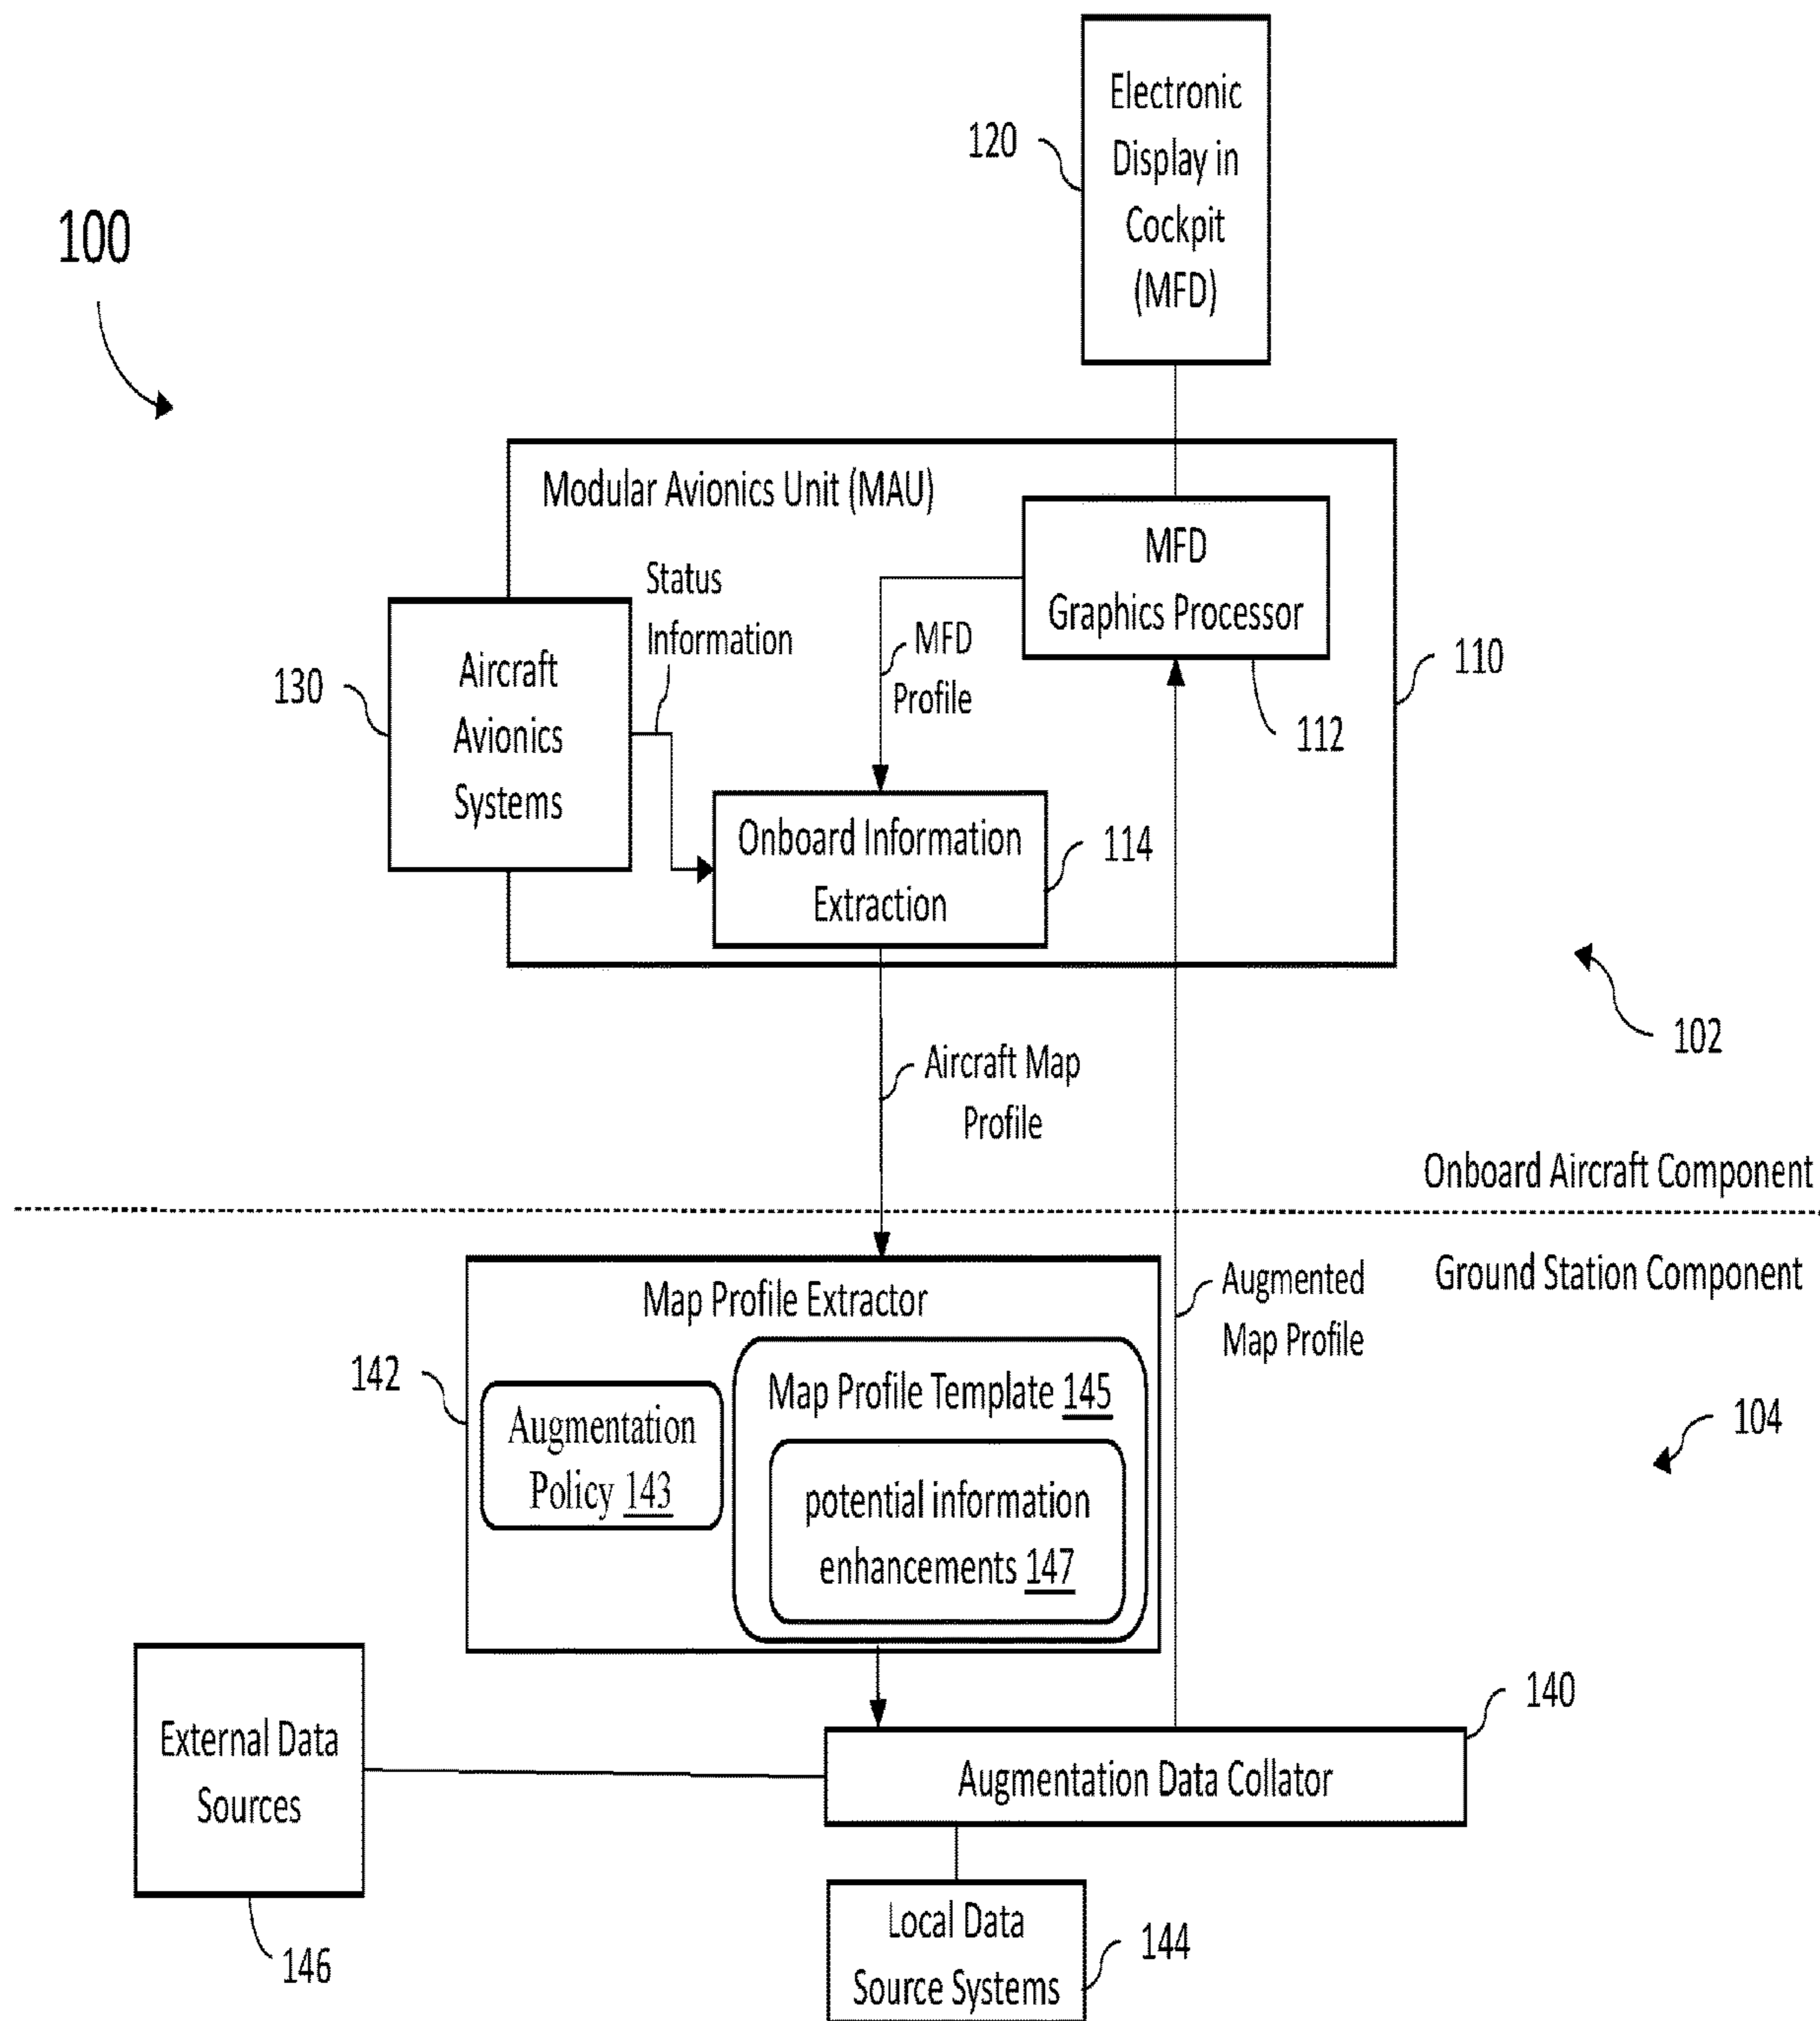 Electronic
Display in
Cockpit
(MFD)
120
100
Modular Avionics Unit (MAU)
MFD
Graphics Processor
Status
Information
MFD
Profile
110
112
130
Aircraft
Avionics
Systems
Onboard Information
Extraction
114
102
Aircraft Map
Profile
Onboard Aircraft Component
Ground Station Component
Map Profile Extractor
Augmented
Map Profile
142
Map Profile Template 145
Augmentation
Policy 143
potential information
enhancements 147
104
140
External Data
Sources
Augmentation Data Collator
146
Local Data
Source Systems
144